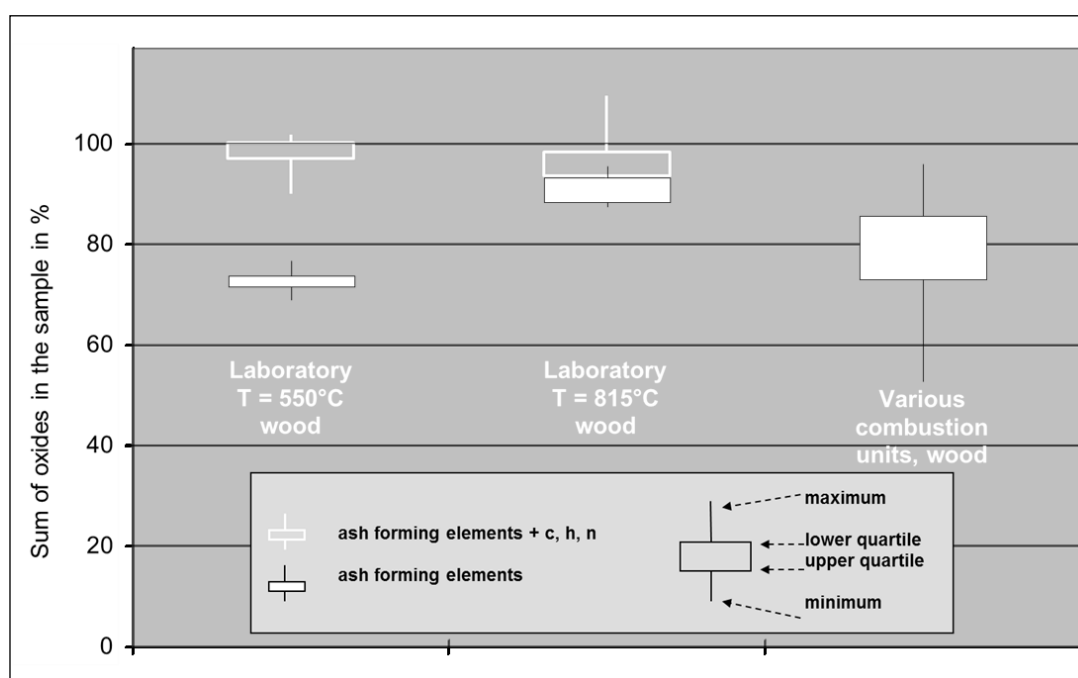 Sum of oxides in the sample in %
100
80
60
40
20
0
Laboratory
T = 550°C
wood
Laboratory
T = 815°C
wood
Various
combustion
units, wood
ash forming elements + c, h, n
ash forming elements
maximum
lower quartile
upper quartile
minimum